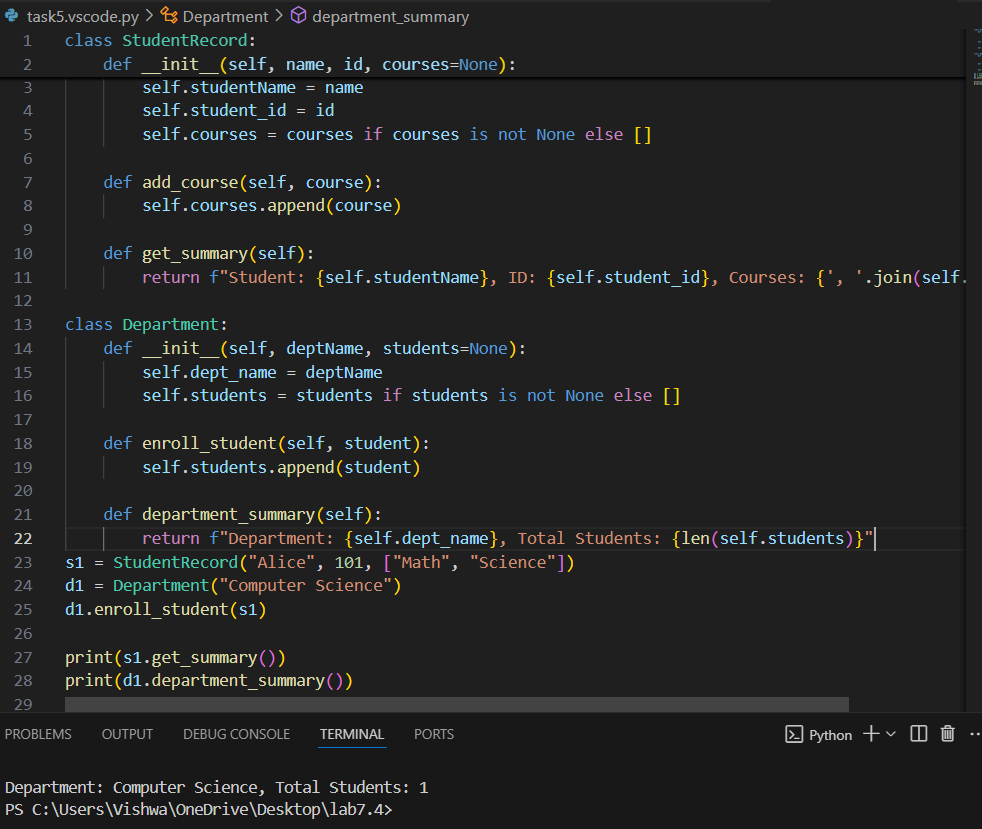 task5.vscode.py > Department > department_summary
1 class StudentRecord:
2     def __init__(self, name, id, courses=None):
3         self.studentName = name
4         self.student_id = id
5         self.courses = courses if courses is not None else []
6
7     def add_course(self, course):
8         self.courses.append(course)
9
10     def get_summary(self):
11         return f"Student: {self.studentName}, ID: {self.student_id}, Courses: {', '.join(self.
12
13 class Department:
14     def __init__(self, deptName, students=None):
15         self.dept_name = deptName
16         self.students = students if students is not None else []
17
18     def enroll_student(self, student):
19         self.students.append(student)
20
21     def department_summary(self):
22         return f"Department: {self.dept_name}, Total Students: {len(self.students)}"
23 s1 = StudentRecord("Alice", 101, ["Math", "Science"])
24 d1 = Department("Computer Science")
25 d1.enroll_student(s1)
26
27 print(s1.get_summary())
28 print(d1.department_summary())
29
PROBLEMS OUTPUT DEBUG CONSOLE TERMINAL PORTS Python
Department: Computer Science, Total Students: 1
PS C:\Users\Vishwa\OneDrive\Desktop\lab7.4>